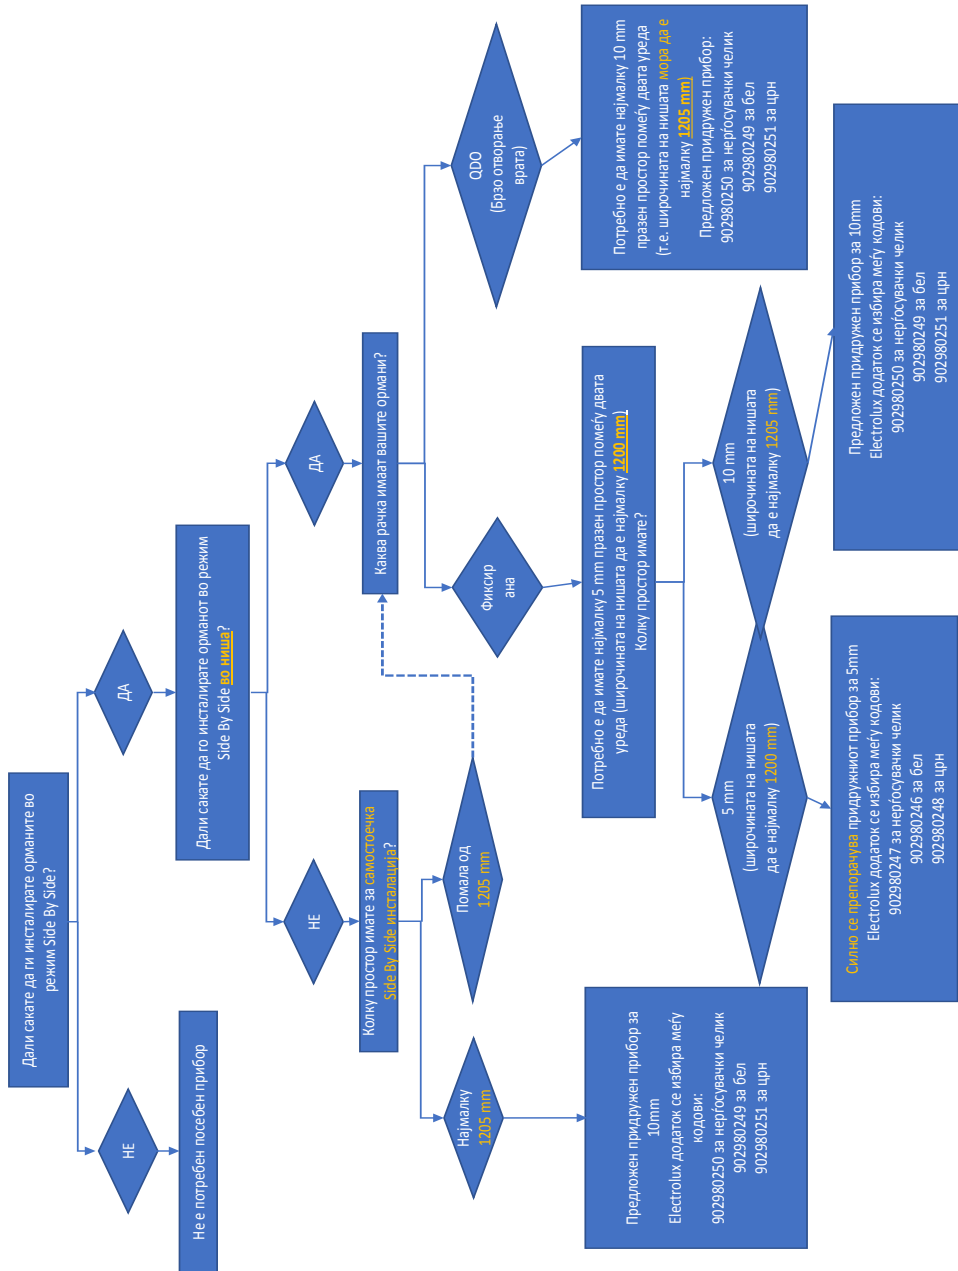 Дали сакате да ги инсталирате орманите во
режим Side By Side?
НЕ
ДА
Не е потребен посебен прибор
Дали сакате да го инсталирате орманот во режим
Side By Side во ниша?
НЕ
ДА
Колку простор имате за самостоечка
Side By Side инсталација?
Каква рачка имаат вашите ормани?
Најмалку
1205 mm
Помала од
1205 mm
Фиксир
ана
QDO
(Брзо отворање
врата)
Предложен придружен прибор за
10mm
Electrolux додаток се избира меѓу
кодови:
902980250 за нерѓосувачки челик
902980249 за бел
902980251 за црн
Потребно е да имате најмалку 5 mm празен простор помеѓу двата
уреда (широчината на нишата да е најмалку 1200 mm)
Колку простор имате?
Потребно е да имате најмалку 10 mm
празен простор помеѓу двата уреда
(т.е. широчината на нишата мора да е
најмалку 1205 mm)
Предложен придружен прибор:
902980250 за нерѓосувачки челик
902980249 за бел
902980251 за црн
5 mm
(широчината на нишата
да е најмалку 1200 mm)
10 mm
(широчината на нишата
да е најмалку 1205 mm)
Силно се препорачува придружниот прибор за 5mm
Electrolux додаток се избира меѓу кодови:
902980247 за нерѓосувачки челик
902980246 за бел
902980248 за црн
Предложен придружен прибор за 10mm
Electrolux додаток се избира меѓу кодови:
902980250 за нерѓосувачки челик
902980249 за бел
902980251 за црн